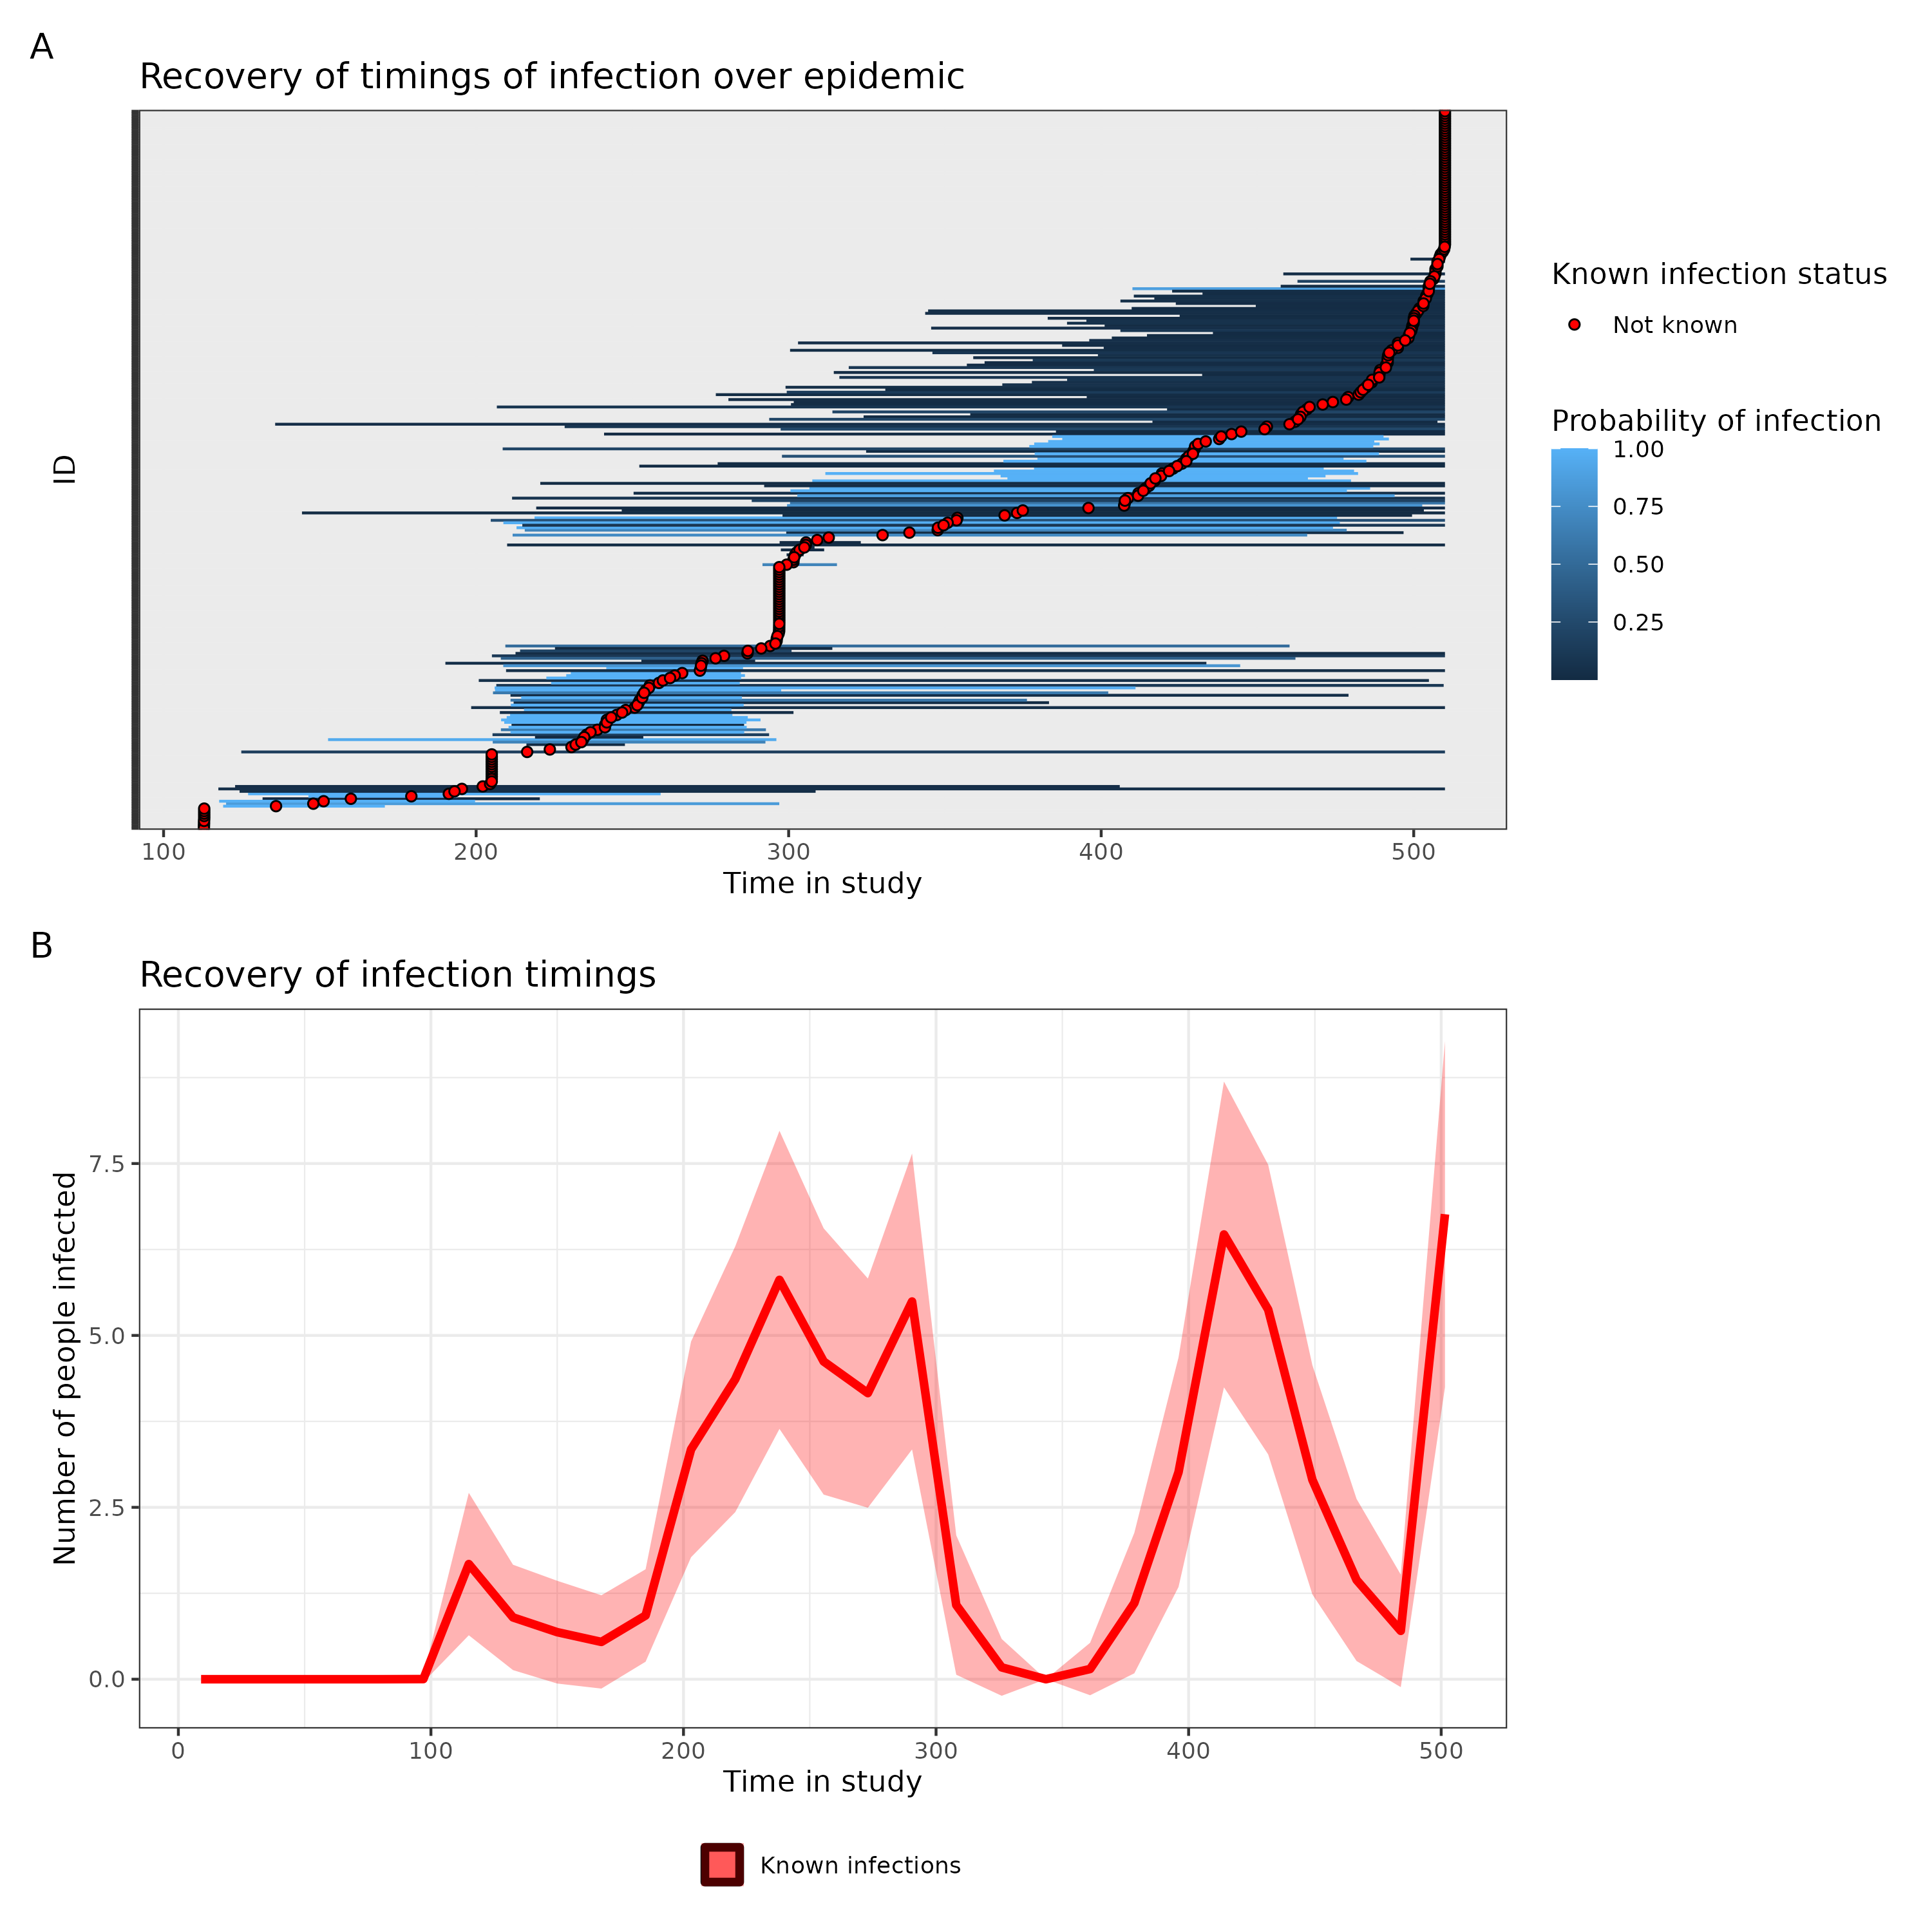 A
Recovery of timings of infection over epidemic
ID
100 200 300 400 500
Time in study
Known infection status
Not known
Probability of infection
1.00
0.75
0.50
0.25
B
Recovery of infection timings
Number of people infected
7.5
5.0
2.5
0.0
0 100 200 300 400 500
Time in study
Known infections